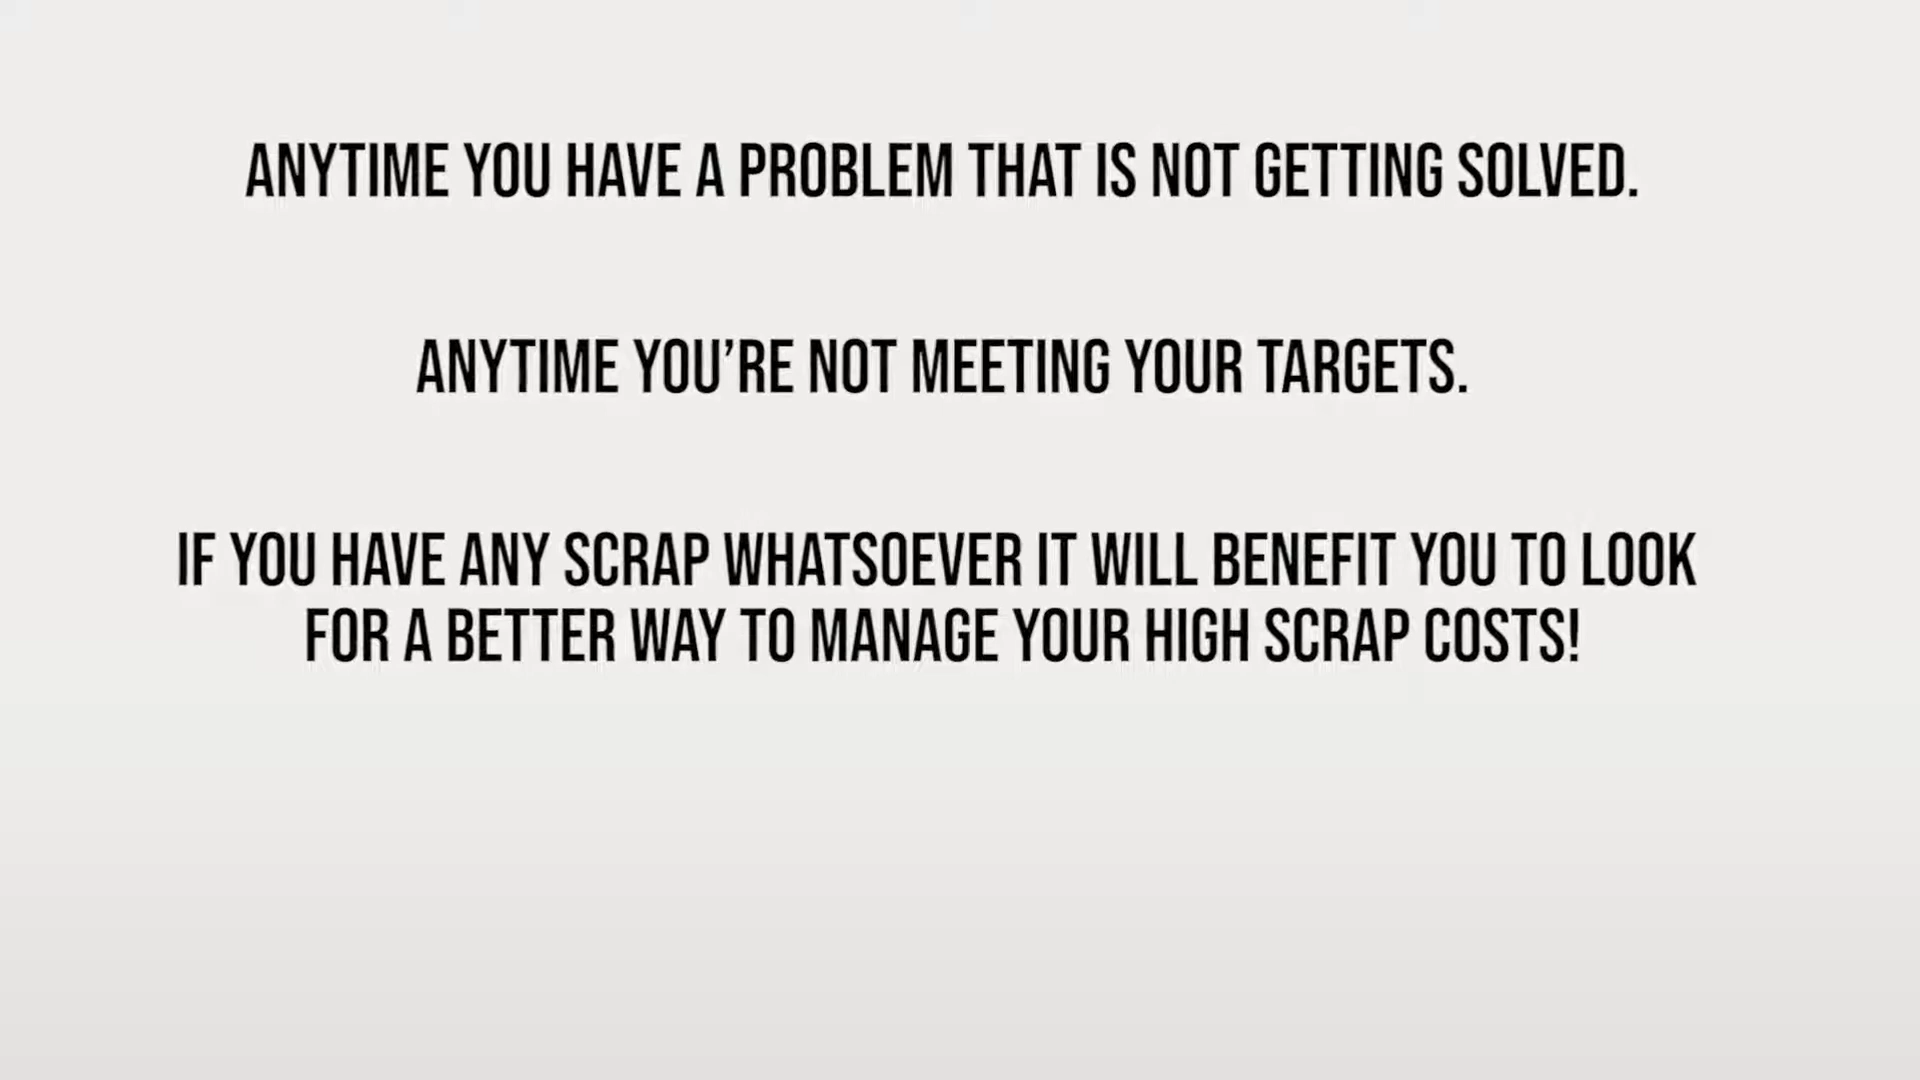 ANYTIME YOU HAVE A PROBLEM THAT IS NOT GETTING SOLVED.
ANYTIME YOU’RE NOT MEETING YOUR TARGETS.
IF YOU HAVE ANY SCRAP WHATSOEVER IT WILL BENEFIT YOU TO LOOK
FOR A BETTER WAY TO MANAGE YOUR HIGH SCRAP COSTS!